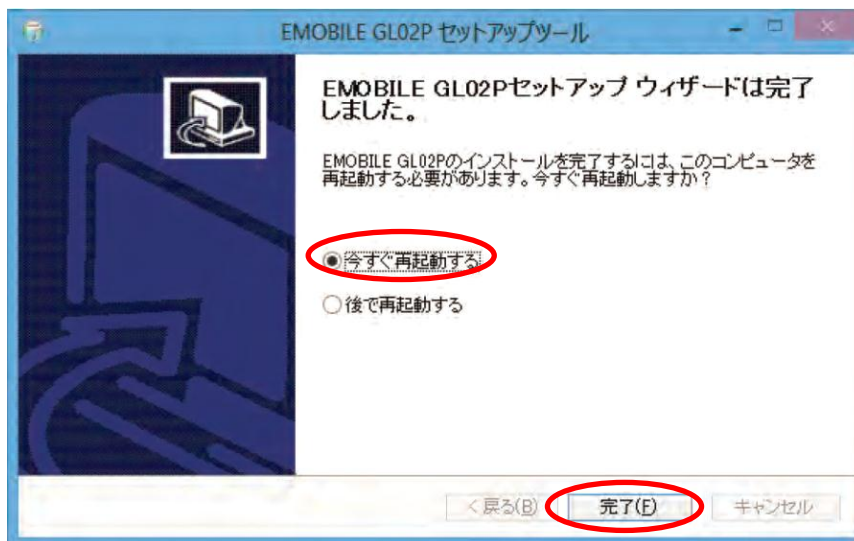 EMOBILE GL02P セットアップツール
EMOBILE GL02Pセットアップ ウィザードは完了
しました。
EMOBILE GL02Pのインストールを完了するには、このコンピュータを
再起動する必要があります。今すぐ再起動しますか？
今すぐ再起動する
後で再起動する
< 戻る(B)
完了(F)
キャンセル